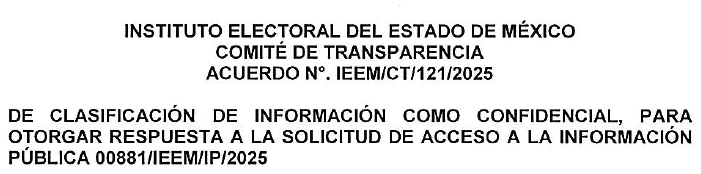 INSTITUTO ELECTORAL DEL ESTADO DE MÉXICO
COMITÉ DE TRANSPARENCIA
ACUERDO N°. IEEM/CT/121/2025
DE CLASIFICACIÓN DE INFORMACIÓN COMO CONFIDENCIAL, PARA
OTORGAR RESPUESTA A LA SOLICITUD DE ACCESO A LA INFORMACIÓN
PÚBLICA 00881/IEEM/IP/2025